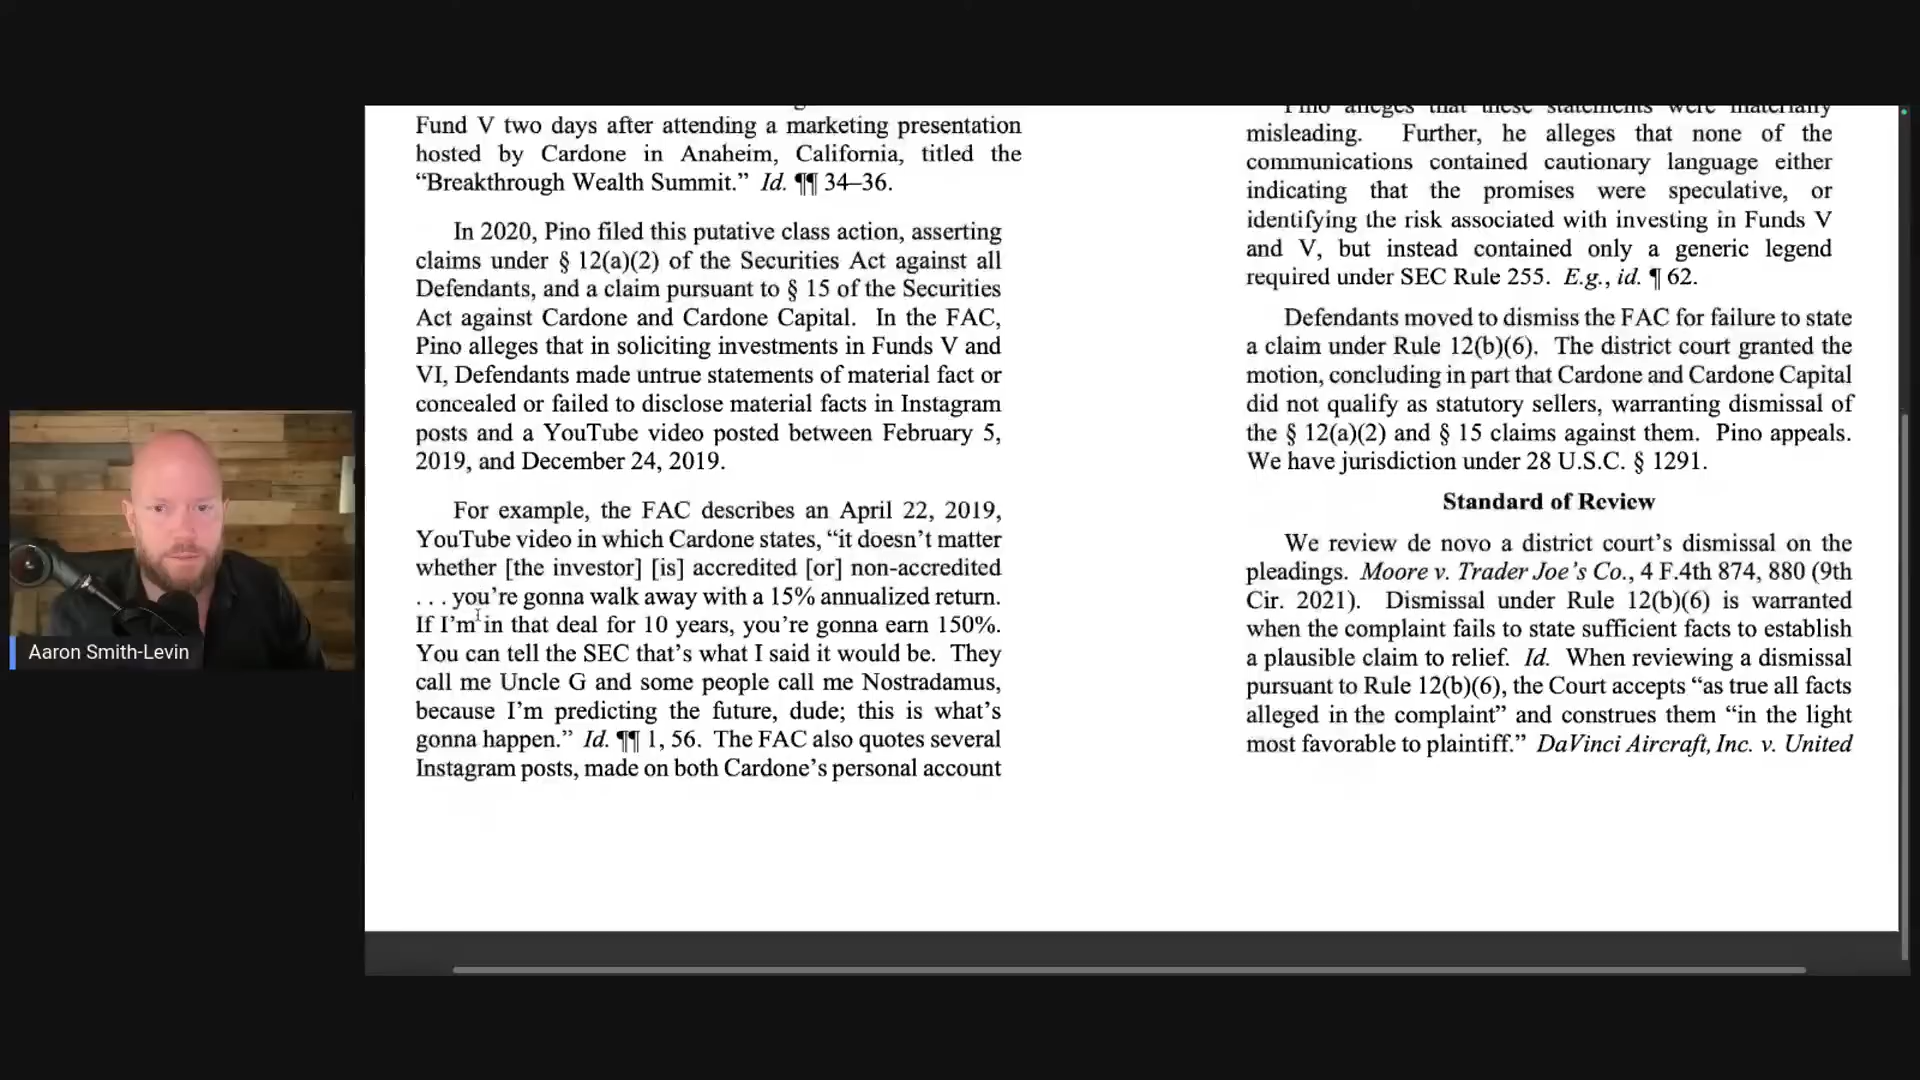 Fund V two days after attending a marketing presentation
hosted by Cardone in Anaheim, California, titled the
“Breakthrough Wealth Summit.” Id. ¶¶ 34–36.
In 2020, Pino filed this putative class action, asserting
claims under § 12(a)(2) of the Securities Act against all
Defendants, and a claim pursuant to § 15 of the Securities
Act against Cardone and Cardone Capital. In the FAC,
Pino alleges that in soliciting investments in Funds V and
VI, Defendants made untrue statements of material fact or
concealed or failed to disclose material facts in Instagram
posts and a YouTube video posted between February 5,
2019, and December 24, 2019.
For example, the FAC describes an April 22, 2019,
YouTube video in which Cardone states, “it doesn’t matter
whether [the investor] [is] accredited [or] non-accredited
. . . you’re gonna walk away with a 15% annualized return.
If I’m in that deal for 10 years, you’re gonna earn 150%.
You can tell the SEC that’s what I said it would be. They
call me Uncle G and some people call me Nostradamus,
because I’m predicting the future, dude; this is what’s
gonna happen.” Id. ¶¶ 1, 56. The FAC also quotes several
Instagram posts, made on both Cardone’s personal account
Pino alleges that these statements were materially
misleading. Further, he alleges that none of the
communications contained cautionary language either
indicating that the promises were speculative, or
identifying the risk associated with investing in Funds V
and V, but instead contained only a generic legend
required under SEC Rule 255. E.g., id. ¶ 62.
Defendants moved to dismiss the FAC for failure to state
a claim under Rule 12(b)(6). The district court granted the
motion, concluding in part that Cardone and Cardone Capital
did not qualify as statutory sellers, warranting dismissal of
the § 12(a)(2) and § 15 claims against them. Pino appeals.
We have jurisdiction under 28 U.S.C. § 1291.
Standard of Review
We review de novo a district court’s dismissal on the
pleadings. Moore v. Trader Joe’s Co., 4 F.4th 874, 880 (9th
Cir. 2021). Dismissal under Rule 12(b)(6) is warranted
when the complaint fails to state sufficient facts to establish
a plausible claim to relief. Id. When reviewing a dismissal
pursuant to Rule 12(b)(6), the Court accepts “as true all facts
alleged in the complaint” and construes them “in the light
most favorable to plaintiff.” DaVinci Aircraft, Inc. v. United
Aaron Smith-Levin